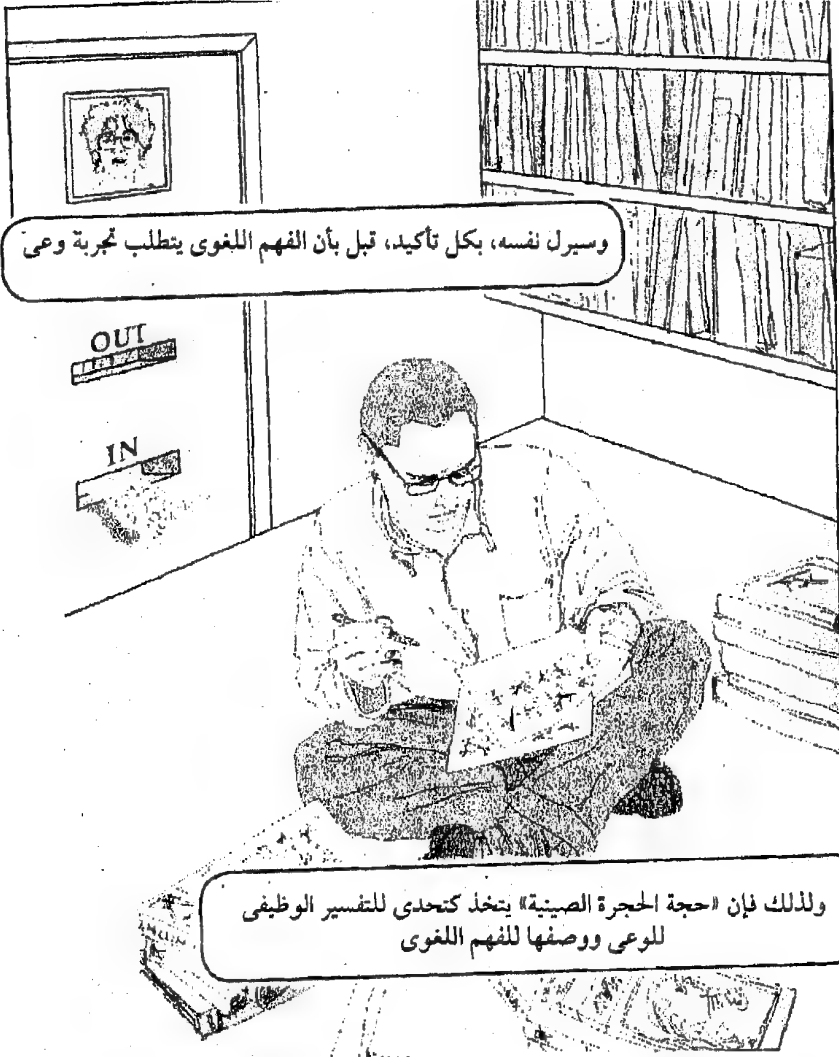 وسيرل نفسه، بكل تأكيد، قبل بأن الفهم اللغوى يتطلب تجربة وعى
OUT
IN
ولذلك فإن «حجة الحجرة الصينية» يتخذ كتحدى للتفسير الوظيفى
للوعى ووصفها للفهم اللغوى